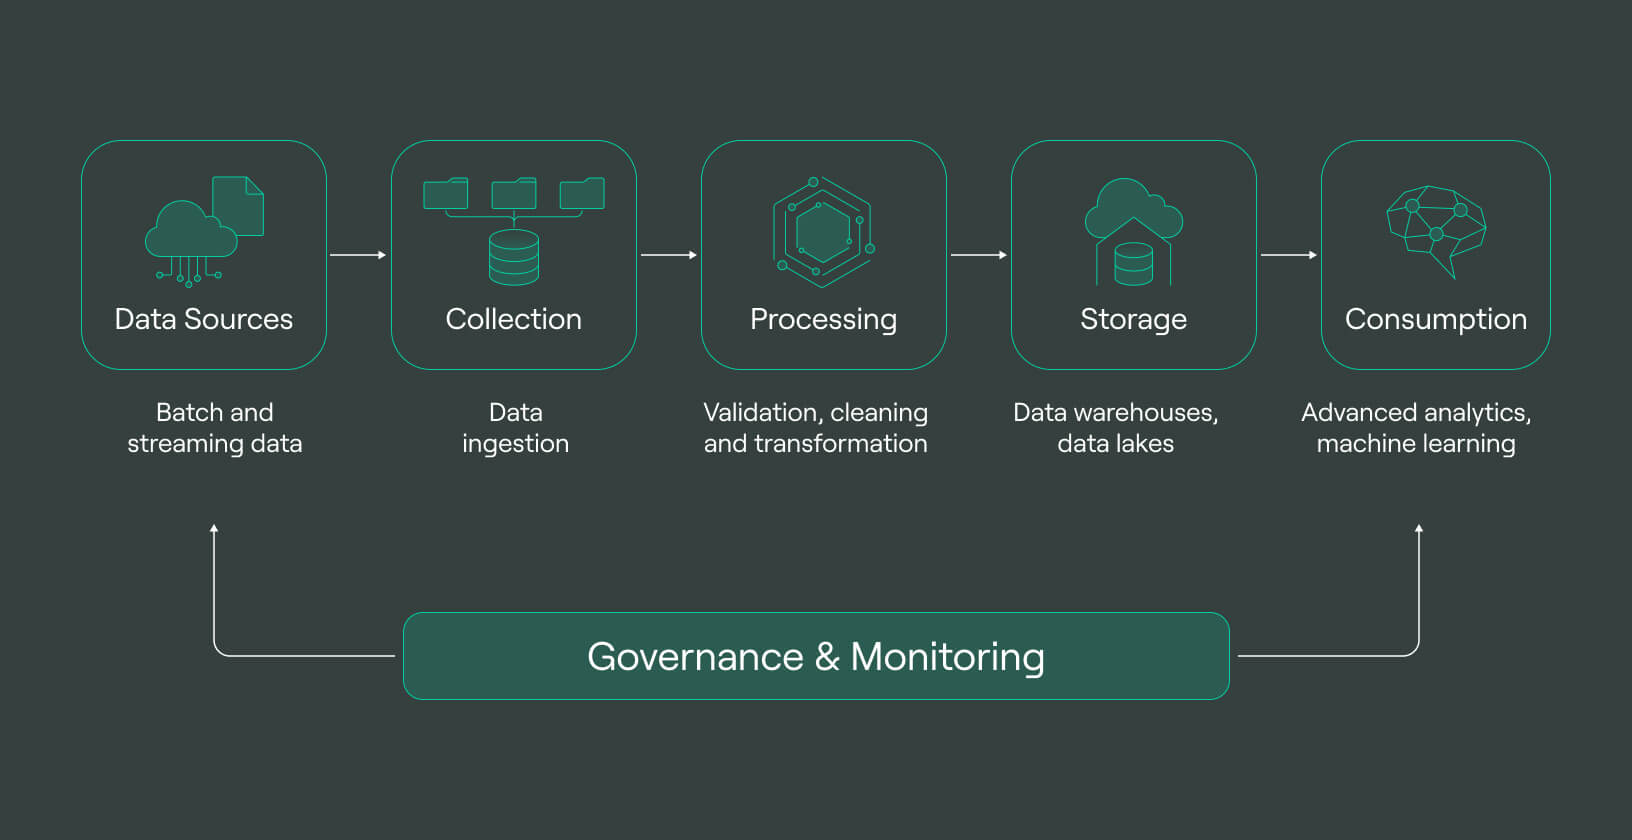 Data Sources
Collection
Processing
Storage
Consumption
Batch and
streaming data
Data
ingestion
Validation, cleaning
and transformation
Data warehouses,
data lakes
Advanced analytics,
machine learning
Governance & Monitoring